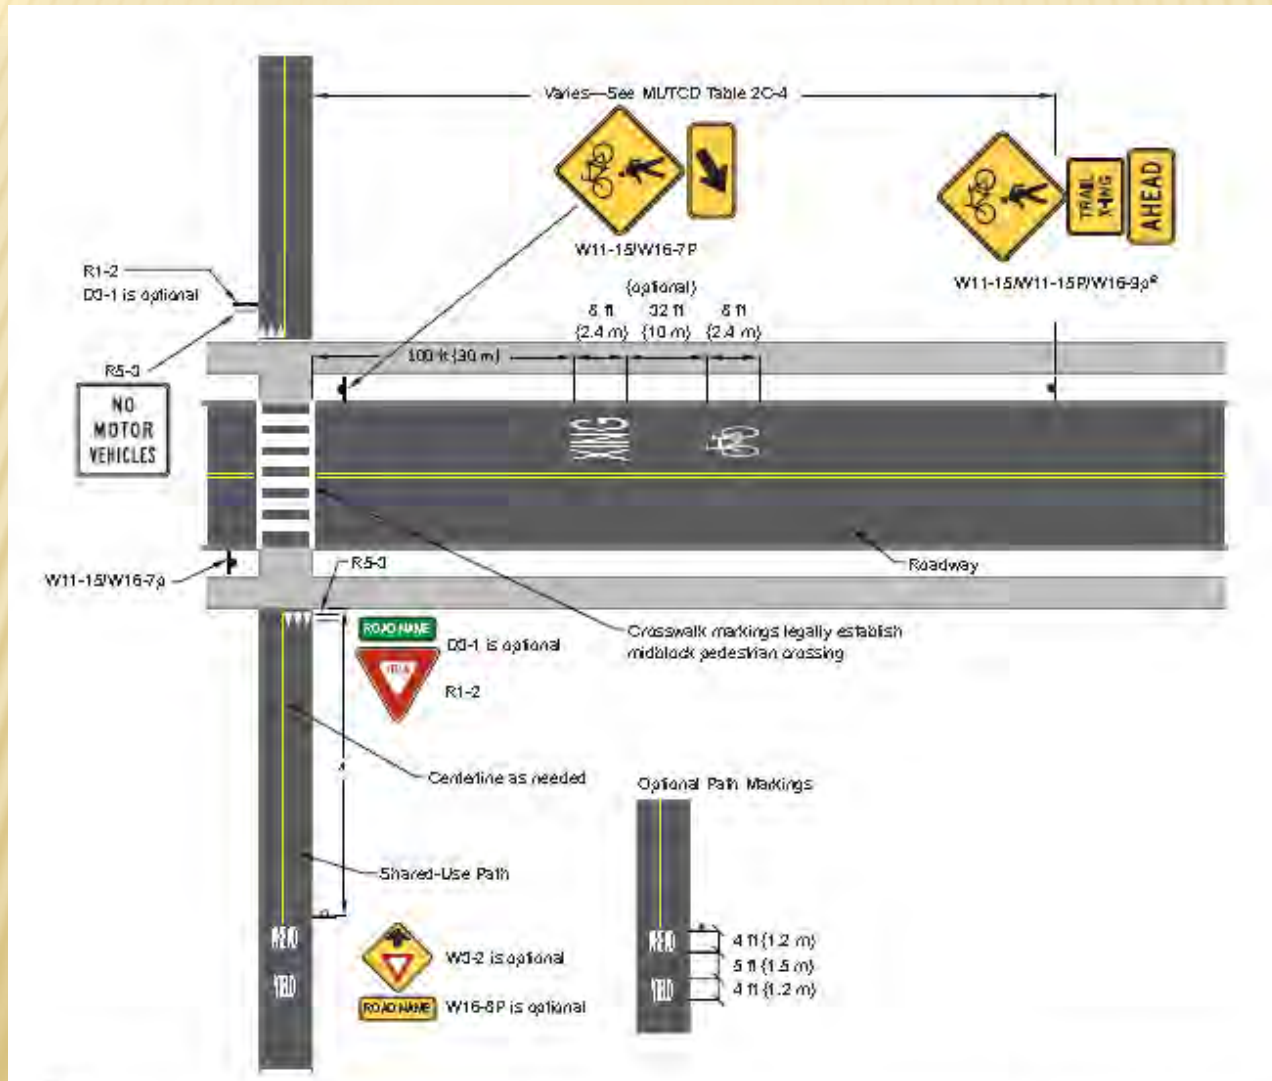 Varies—See MUTCD Table 2C-4
TRAIL
X-ING
AHEAD
W11-15/W16-7P
W11-15/W11-15P/W16-9p
R1-2
D3-1 is optional
(optional)
8 ft
(2.4 m)
32 ft
(10 m)
8 ft
(2.4 m)
100 ft (30 m)
R5-3
NO
MOTOR
VEHICLES
XING
W11-15/W16-7p
R5-3
Roadway
ROAD NAME
D3-1 is optional
YIELD
R1-2
Crosswalk markings legally establish
midblock pedestrian crossing
Centerline as needed
Optional Path Markings
Shared-Use Path
AHEAD
YIELD
W3-2 is optional
ROAD NAME
W16-8P is optional
AHEAD
YIELD
4 ft (1.2 m)
5 ft (1.5 m)
4 ft (1.2 m)